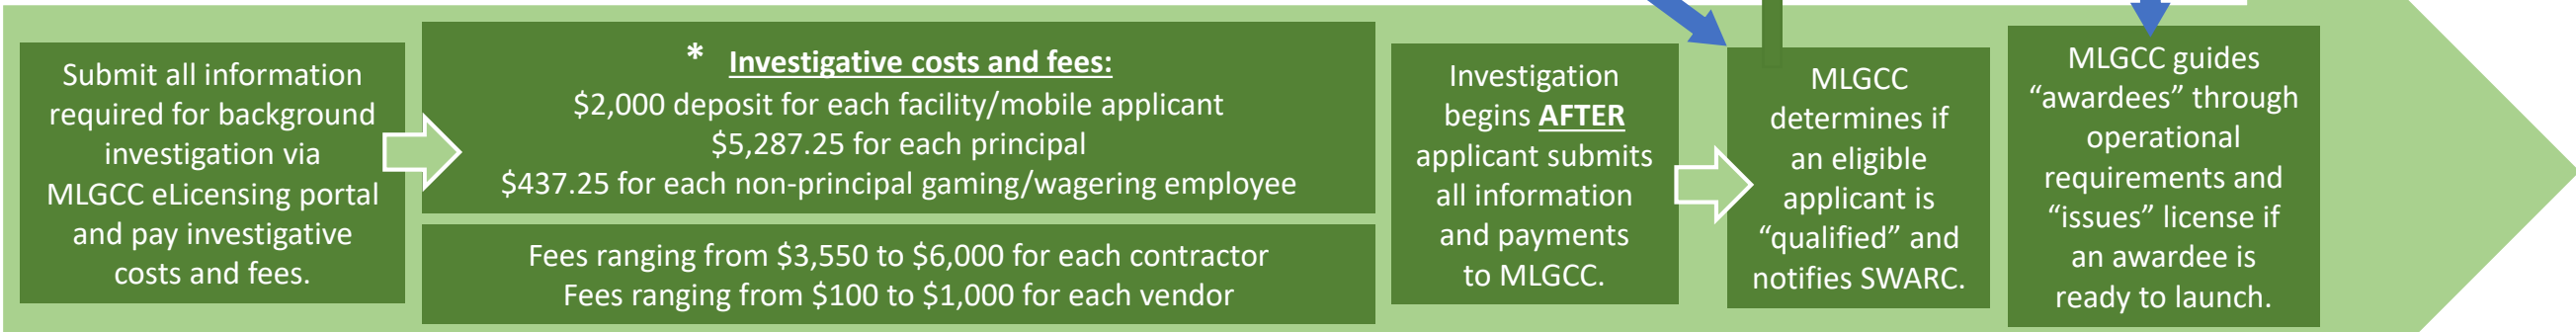 Submit all information
required for background
investigation via
MLGCC eLicensing portal
and pay investigative
costs and fees.
* Investigative costs and fees:
$2,000 deposit for each facility/mobile applicant
$5,287.25 for each principal
$437.25 for each non-principal gaming/wagering employee
Fees ranging from $3,550 to $6,000 for each contractor
Fees ranging from $100 to $1,000 for each vendor
Investigation
begins AFTER
applicant submits
all information
and payments
to MLGCC.
MLGCC
determines if
an eligible
applicant is
“qualified” and
notifies SWARC.
MLGCC guides
“awardees” through
operational
requirements and
“issues” license if
an awardee is
ready to launch.